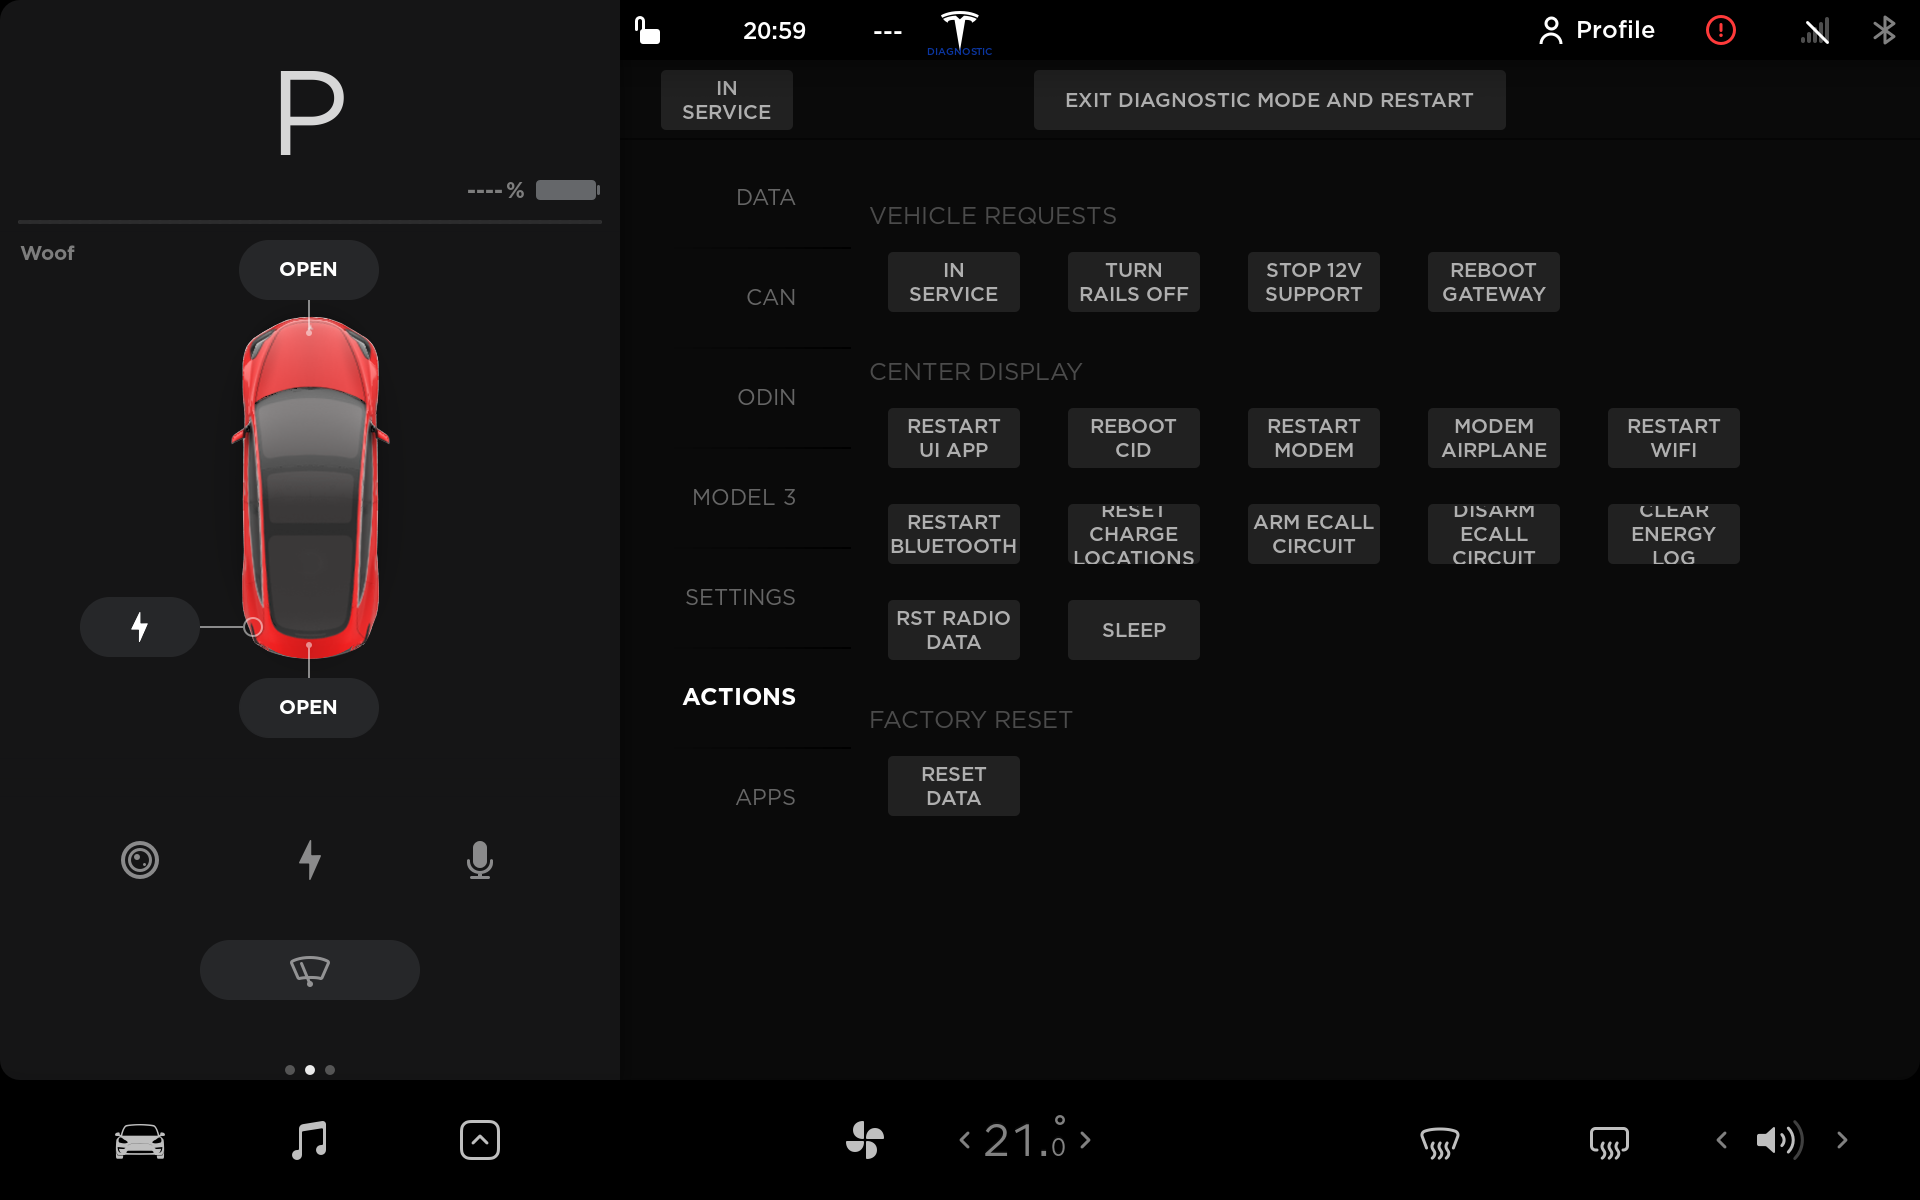 P
----%
Woof
OPEN
OPEN
20:59
---
DIAGNOSTIC
Profile
IN
SERVICE
EXIT DIAGNOSTIC MODE AND RESTART
DATA
CAN
ODIN
MODEL 3
SETTINGS
ACTIONS
APPS
VEHICLE REQUESTS
IN
SERVICE
TURN
RAILS OFF
STOP 12V
SUPPORT
REBOOT
GATEWAY
CENTER DISPLAY
RESTART
UI APP
REBOOT
CID
RESTART
MODEM
MODEM
AIRPLANE
RESTART
WIFI
RESTART
BLUETOOTH
RESET
CHARGE
LOCATIONS
ARM ECALL
CIRCUIT
DISARM
ECALL
CIRCUIT
CLEAR
ENERGY
LOG
RST RADIO
DATA
SLEEP
FACTORY RESET
RESET
DATA
21.0°